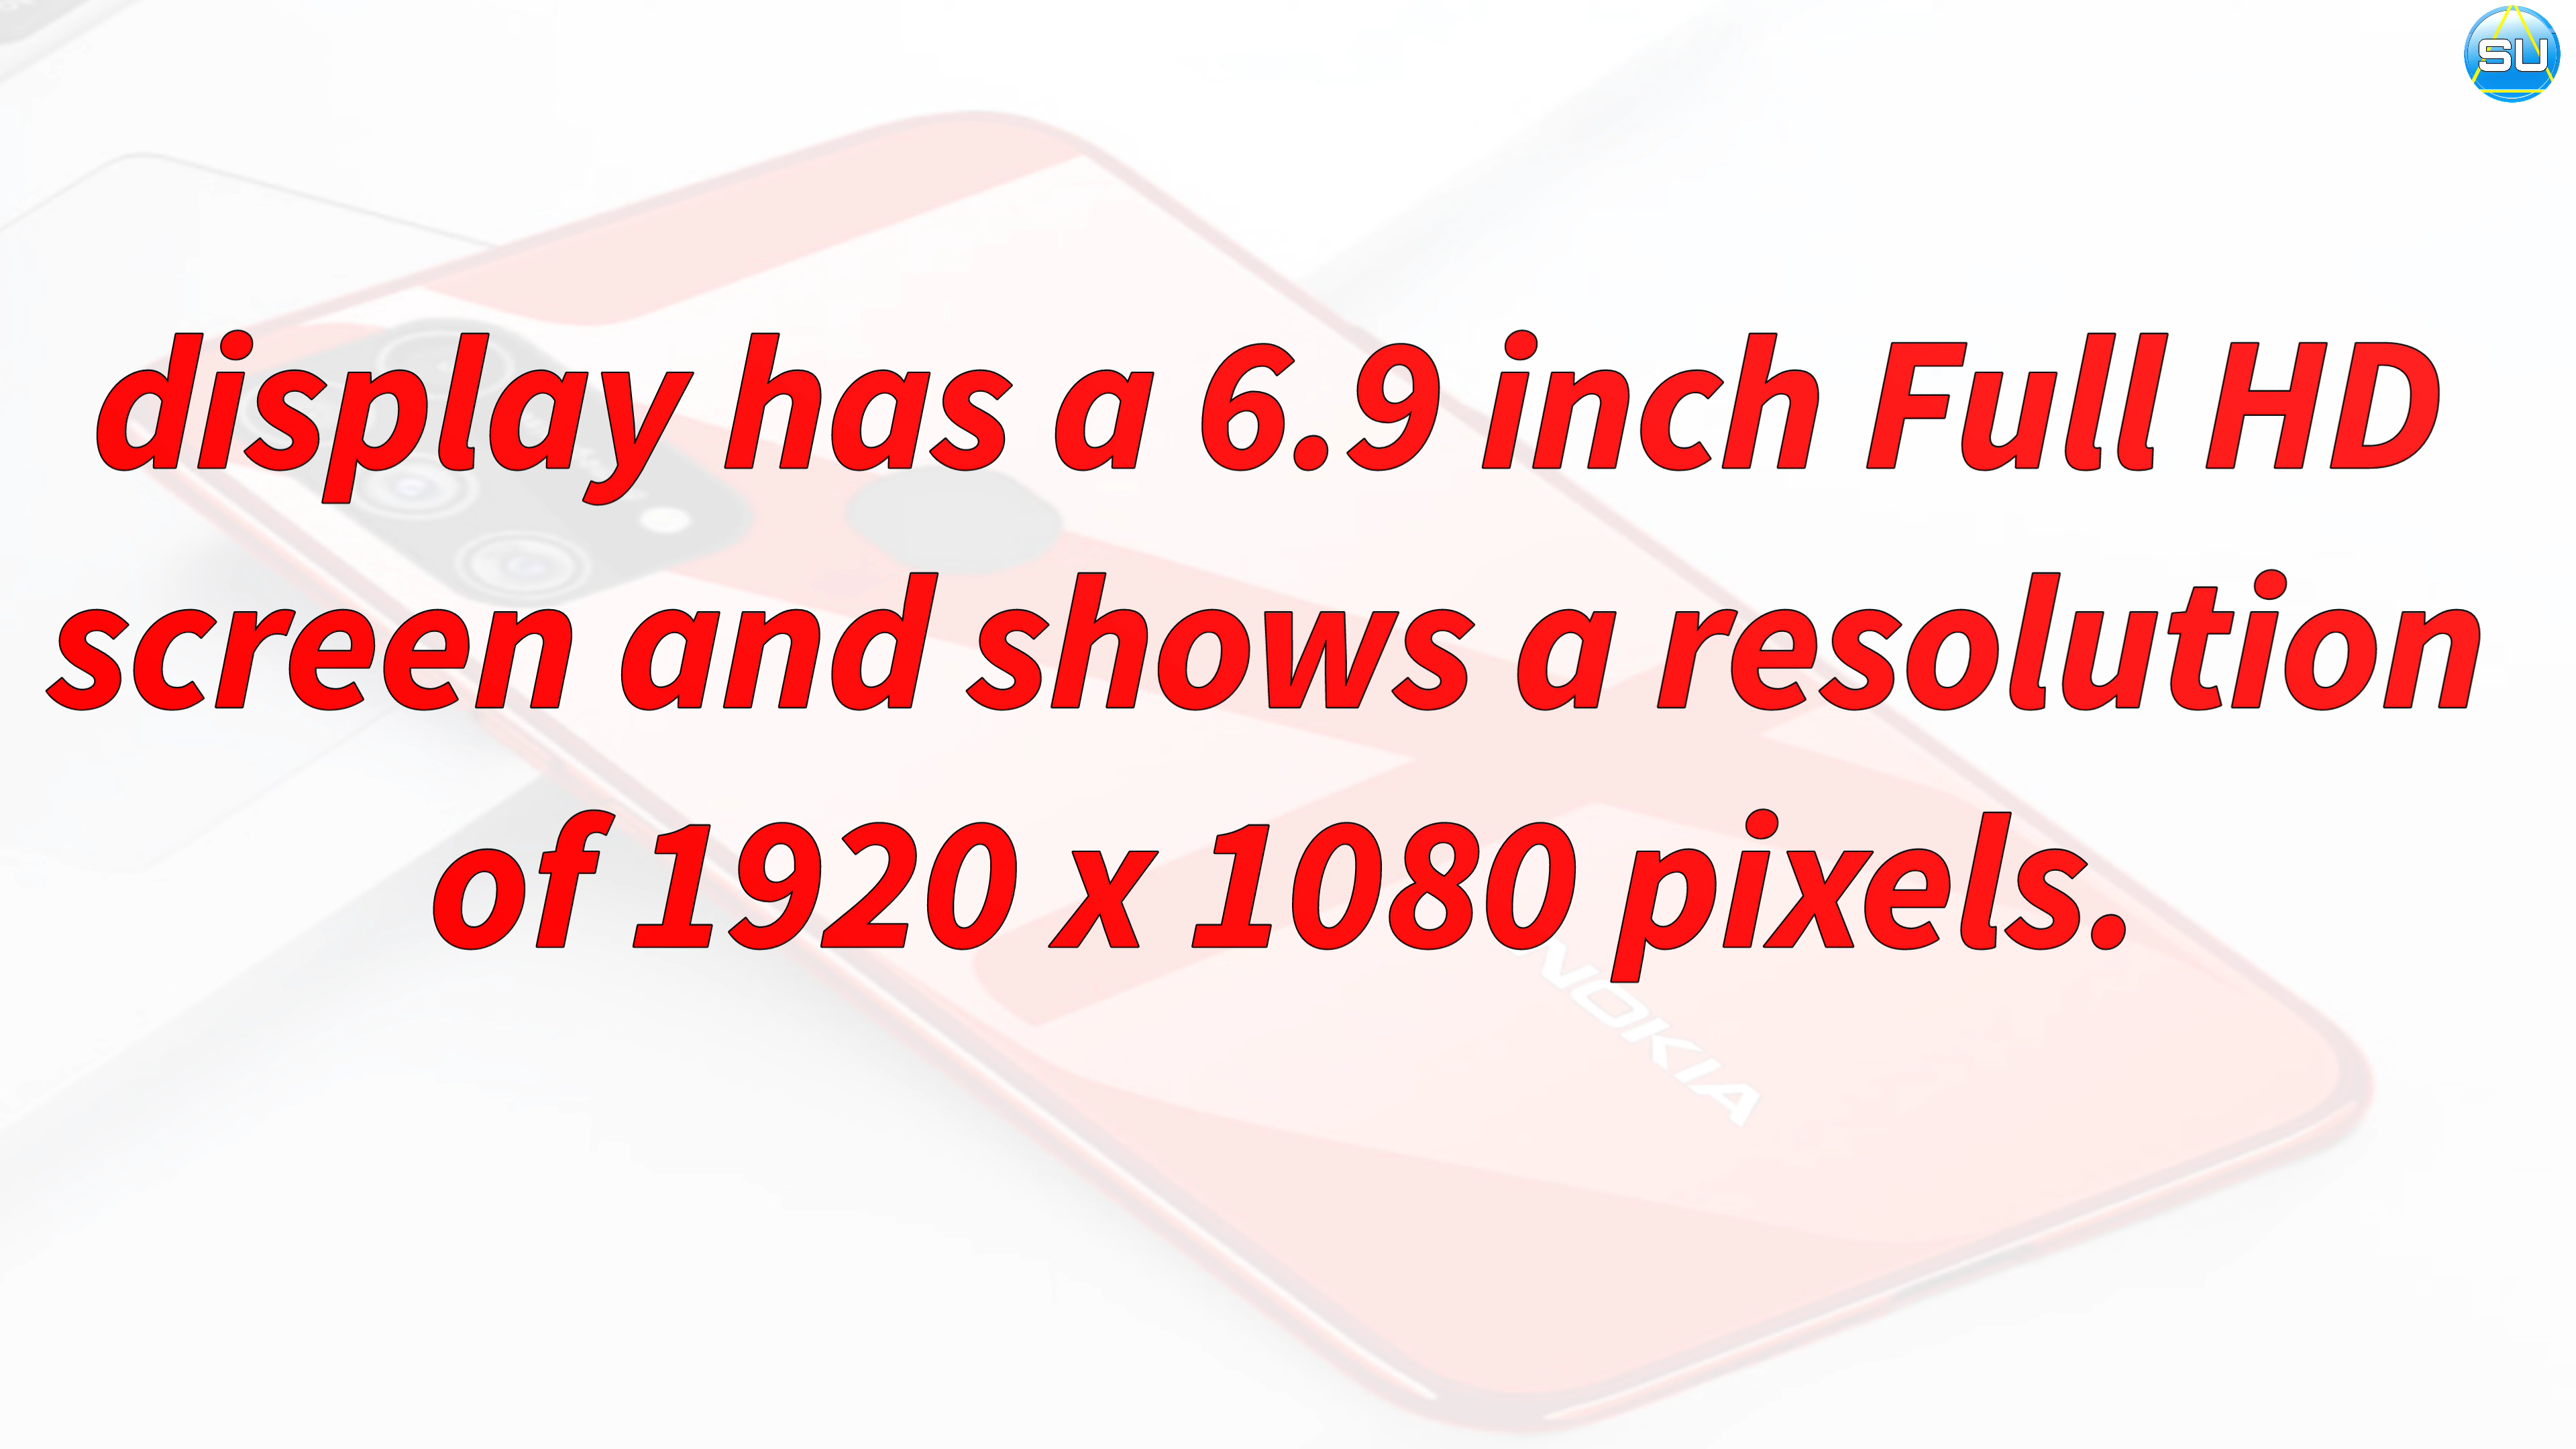 SU
display has a 6.9 inch Full HD
screen and shows a resolution
of 1920 x 1080 pixels.
NOKIA